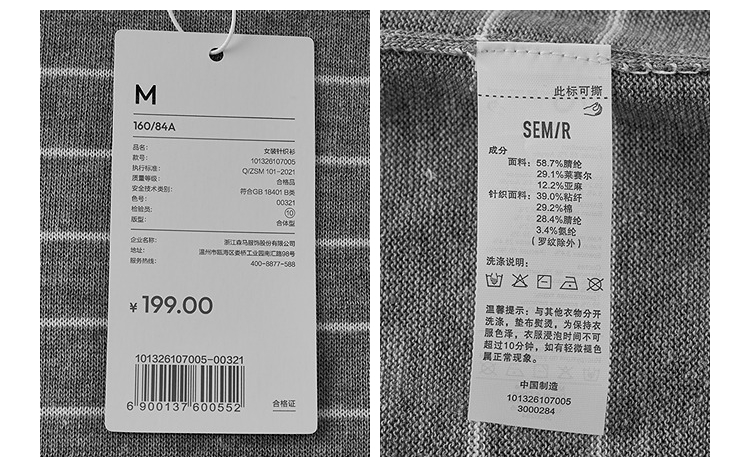 M
160/84A
品名: 女装针织衫
款号: 101326107005
执行标准: Q/ZSM 101-2021
质量等级: 合格品
安全技术类别: 符合GB 18401 B类
色号: 00321
检验员: 10
版型: 合体型
企业名称: 浙江森马服饰股份有限公司
地址: 温州市临海区娄桥工业园南汇路98号
服务热线: 400-8877-588
¥ 199.00
101326107005-00321
6 900137 600552
合格证
此标可撕
SEM/R
成分
面料: 58.7%腈纶
29.1%莱赛尔
12.2%亚麻
针织面料: 39.0%粘纤
29.2%棉
28.4%腈纶
3.4%氨纶
(罗纹除外)
洗涤说明:
温馨提示: 与其他衣物分开
洗涤, 垫布熨烫, 为保持衣
服色泽, 衣服浸泡时间不可
超过10分钟, 如有轻微褪色
属正常现象。
中国制造
101326107005
3000284